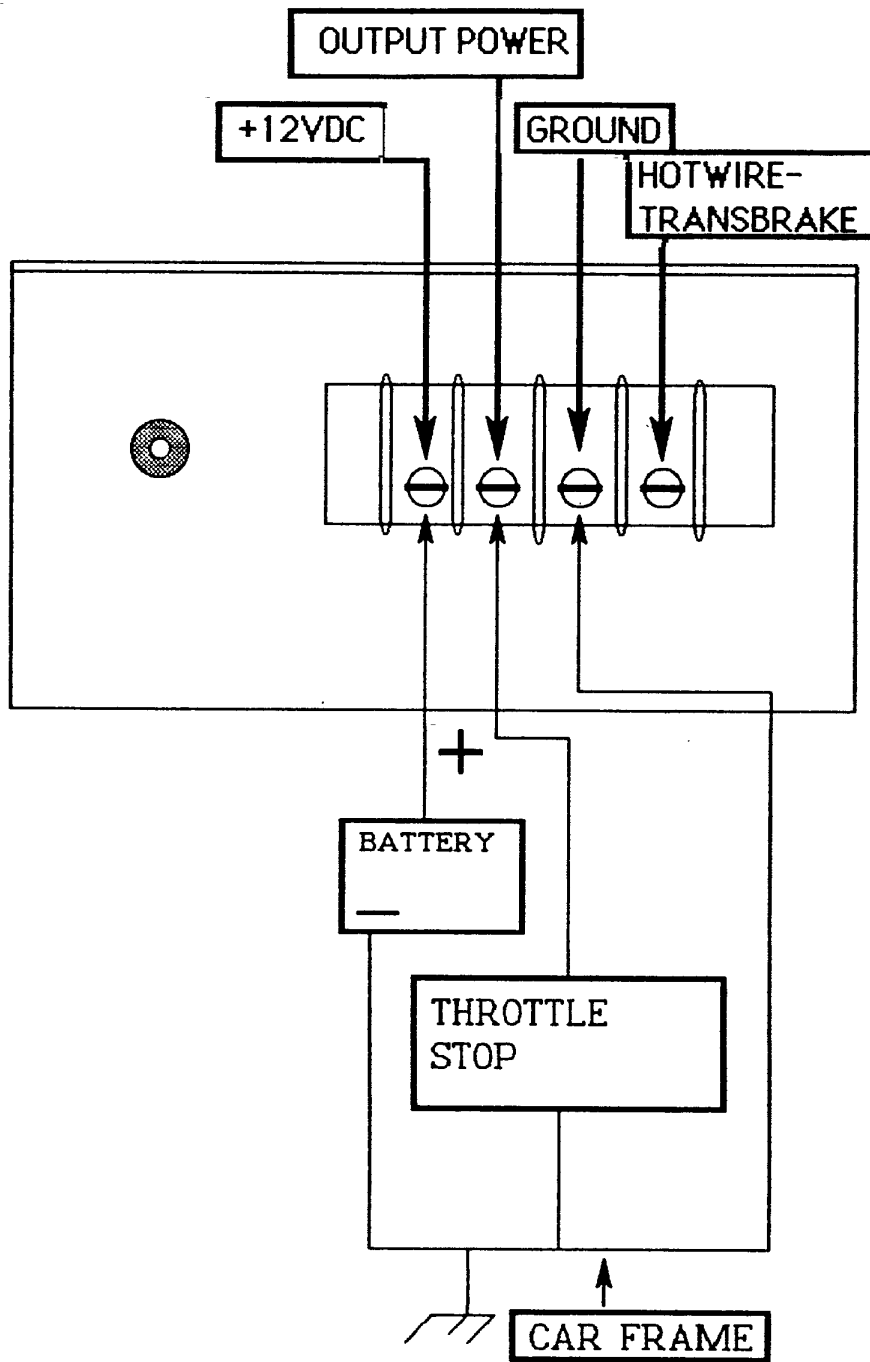 OUTPUT POWER
+12VDC
GROUND
HOTWIRE-
TRANSBRAKE
+
BATTERY
—
THROTTLE
STOP
CAR FRAME